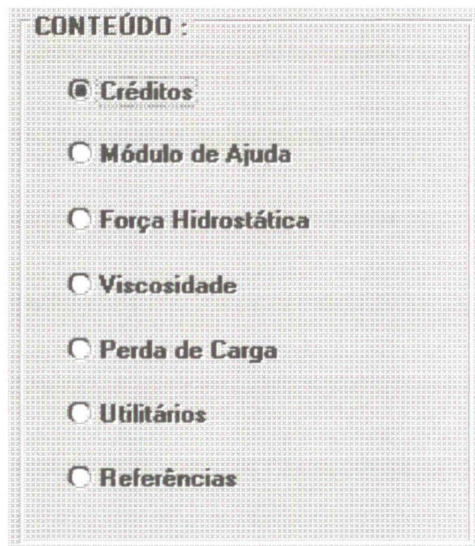 CONTEÚDO :
Créditos
Módulo de Ajuda
Força Hidrostática
Viscosidade
Perda de Carga
Utilitários
Referências